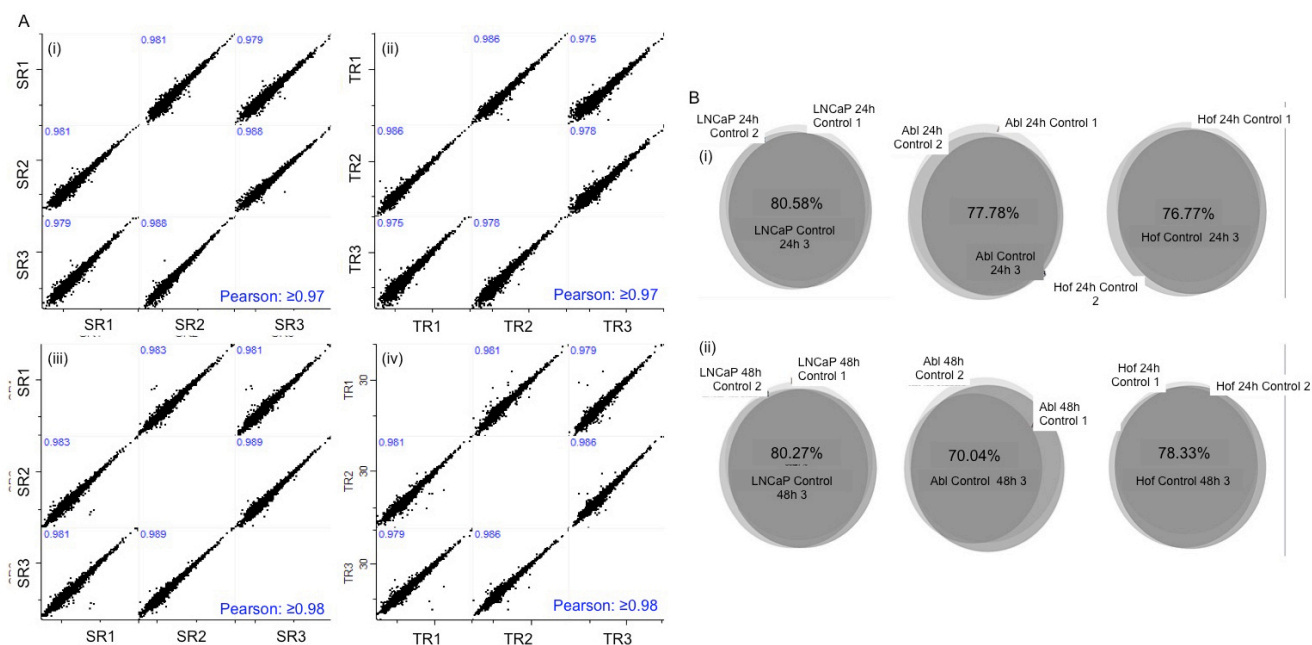 A
(i)
0.981
0.979
SR1
0.981
0.988
SR2
0.979
0.988
SR3
Pearson: ≥0.97
SR1
SR2
SR3
(ii)
0.986
0.975
TR1
0.986
0.978
TR2
0.975
0.978
TR3
Pearson: ≥0.97
TR1
TR2
TR3
(iii)
0.983
0.981
SR1
0.983
0.989
SR2
0.981
0.989
SR3
Pearson: ≥0.98
SR1
SR2
SR3
(iv)
0.981
0.979
TR1
30
0.981
0.986
TR2
30
0.979
0.986
TR3
30
Pearson: ≥0.98
TR1
TR2
TR3
B
(i)
LNCaP 24h
Control 2
LNCaP 24h
Control 1
80.58%
LNCaP Control
24h 3
Abl 24h
Control 2
Abl 24h Control 1
77.78%
Abl Control
24h 3
Hof 24h Control 1
76.77%
Hof Control 24h 3
Hof 24h Control
2
(ii)
LNCaP 48h
Control 2
LNCaP 48h
Control 1
80.27%
LNCaP Control
48h 3
Abl 48h
Control 2
Abl 48h
Control 1
70.04%
Abl Control 48h 3
Hof 24h
Control 1
Hof 24h Control 2
78.33%
Hof Control 48h 3